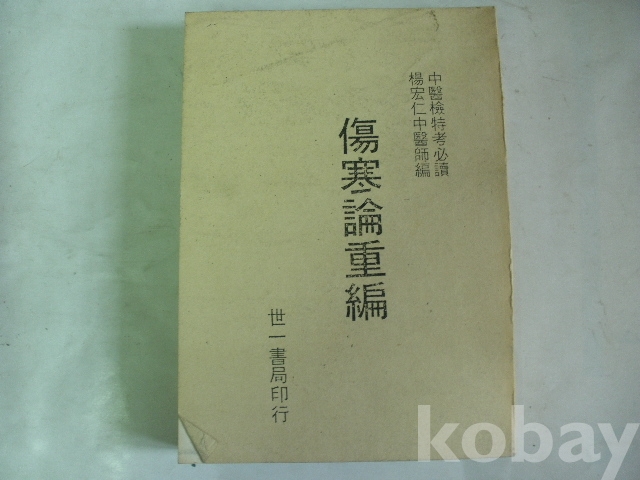 中醫檢特考必讀
楊宏仁中醫師編
傷寒論重編
世一書局印行
kobay